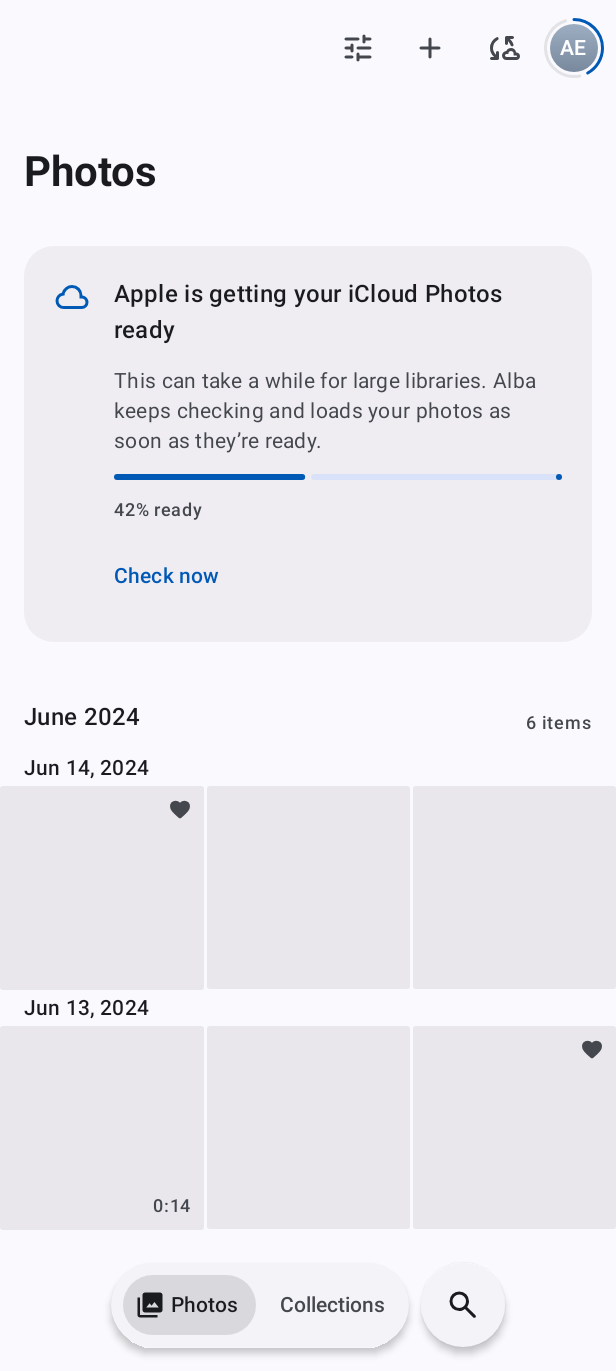 AE
Photos
Apple is getting your iCloud Photos
ready
This can take a while for large libraries. Alba
keeps checking and loads your photos as
soon as they’re ready.
42% ready
Check now
June 2024
6 items
Jun 14, 2024
Jun 13, 2024
0:14
Photos
Collections